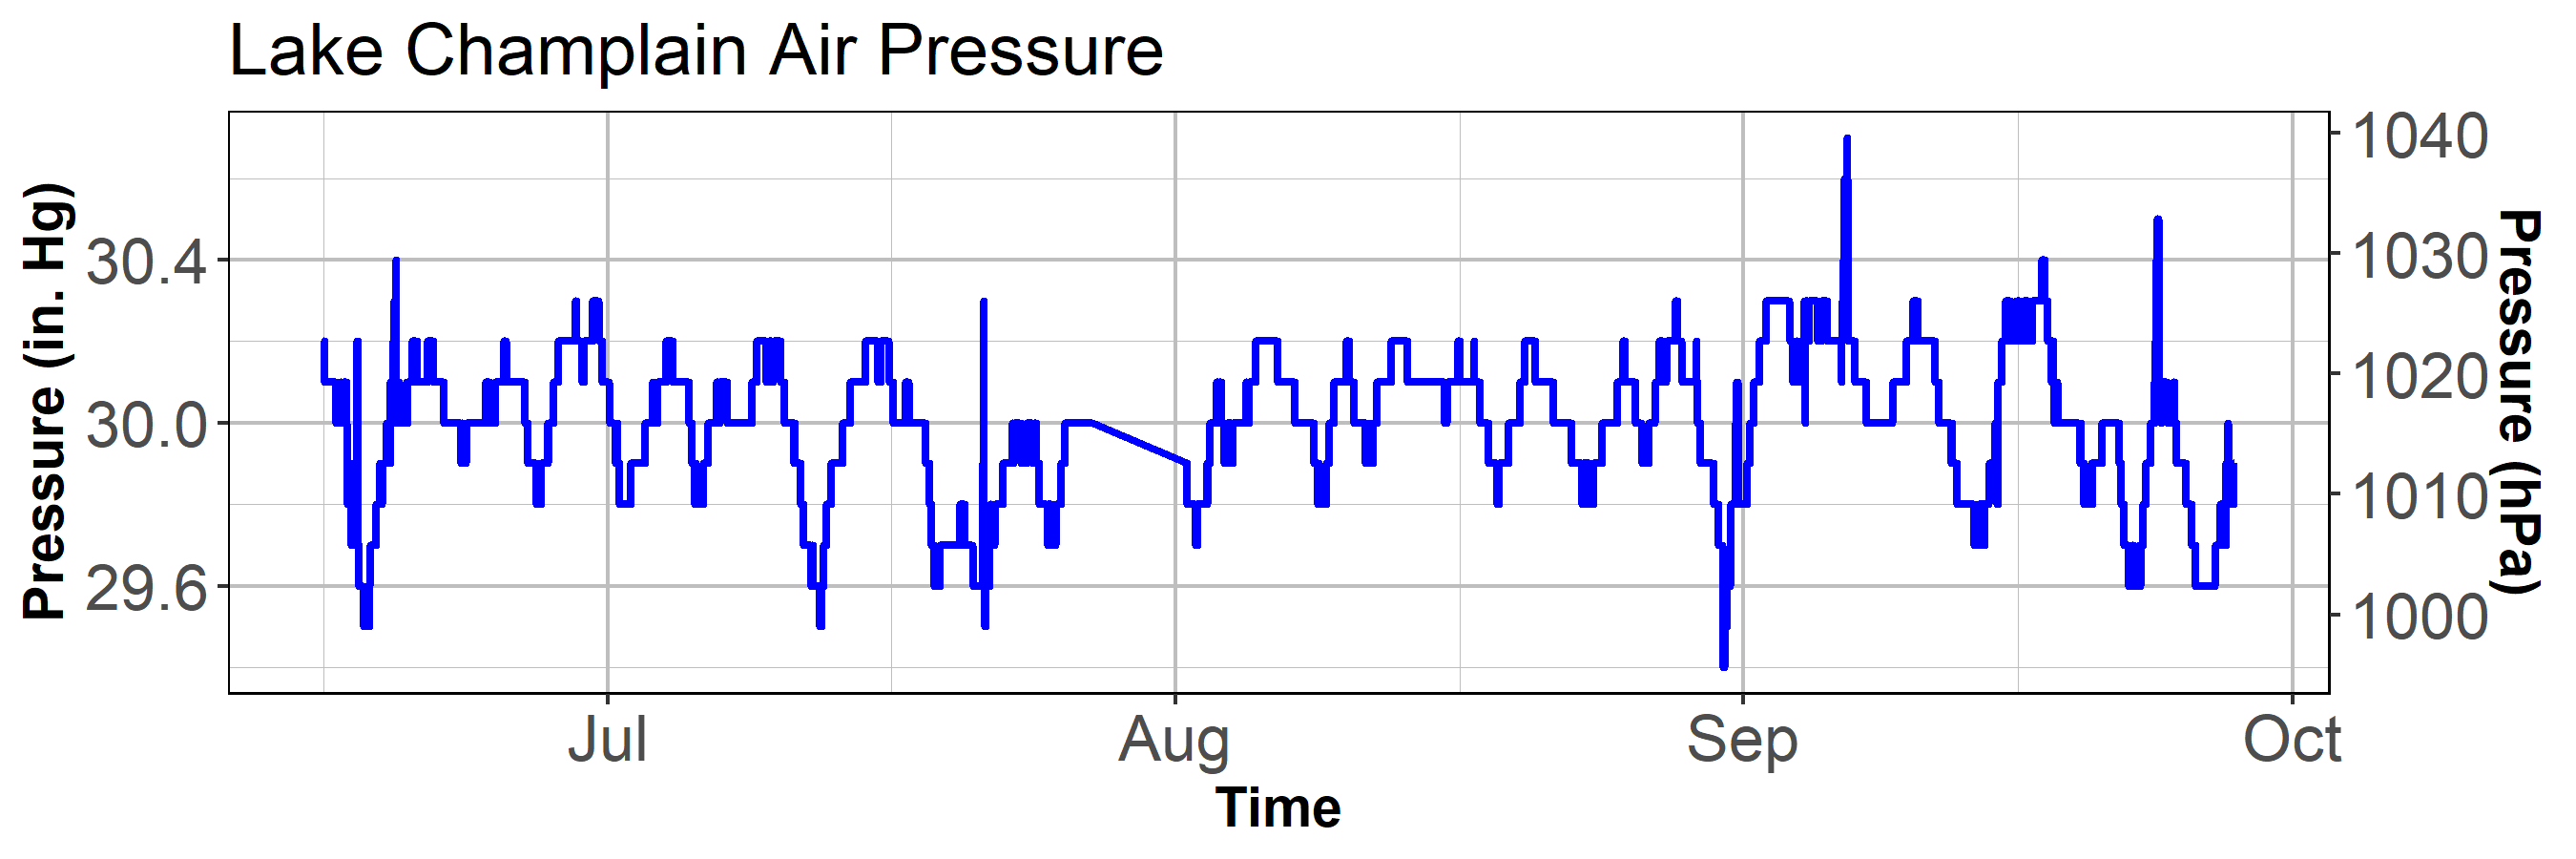 Lake Champlain Air Pressure
Pressure (in. Hg)
30.4
30.0
29.6
1040
1030
1020
1010
1000
Pressure (hPa)
Jul Aug Sep Oct
Time